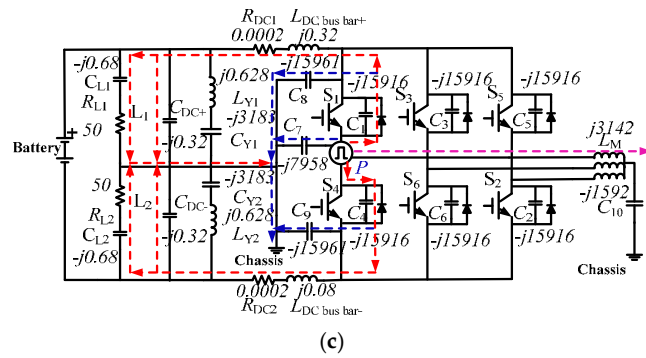 R_DC1 L_DC bus bar+
0.0002 j0.32
-j0.68
C_L1
R_L1
50
L_1
C_DC+
-j0.32
j0.628
L_Y1
-j3183
C_Y1
-j15961
C_8
C_7
-j7958
-j15916
S_1
C_1
-j15916
S_3
C_3
-j15916
S_5
C_5
-j15916
Battery
+
P
j3142
L_M
-j1592
C_10
Chassis
50
R_L2
C_L2
-j0.68
L_2
C_DC-
-j0.32
-j3183
C_Y2
j0.628
L_Y2
C_9
-j15961
Chassis
S_4
C_4
-j15916
S_6
C_6
-j15916
S_2
C_2
-j15916
0.0002 j0.08
R_DC2 L_DC bus bar-
(c)